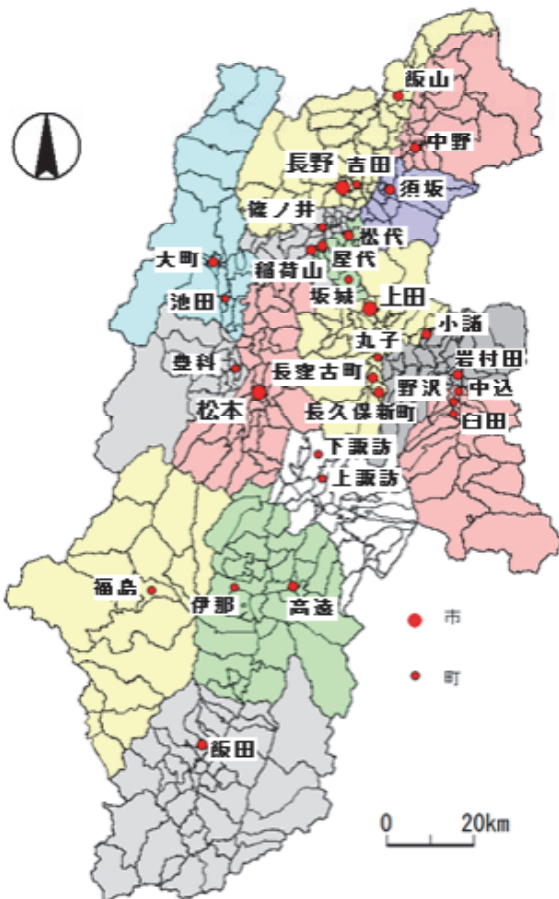 飯山
中野
長野
吉田
須坂
篠ノ井
松代
大町
稲荷山
屋代
池田
坂城
上田
小諸
丸子
岩村田
豊科
長窪古町
野沢
中込
松本
長久保新町
臼田
下諏訪
上諏訪
福島
伊那
高遠
市
町
飯田
0
20km